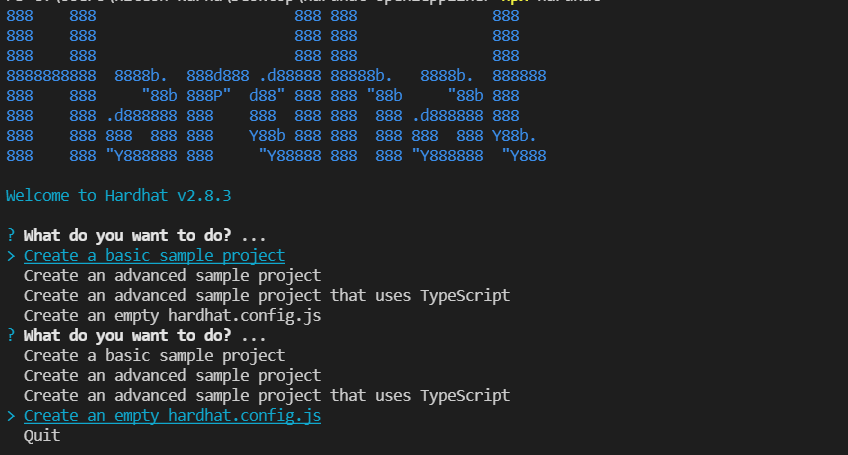 888    888                      888 888               888
888    888                      888 888               888
888    888                      888 888               888
8888888888  8888b.  888d888 .d88888 88888b.   8888b.  888888
888    888     "88b 888P"  d88" 888 888 "88b     "88b 888
888    888 .d888888 888    888  888 888  888 .d888888 888
888    888 888  888 888    Y88b 888 888  888 888  888 Y88b.
888    888 "Y888888 888     "Y88888 888  888 "Y888888  "Y888
Welcome to Hardhat v2.8.3
? What do you want to do? ...
> Create a basic sample project
Create an advanced sample project
Create an advanced sample project that uses TypeScript
Create an empty hardhat.config.js
? What do you want to do? ...
Create a basic sample project
Create an advanced sample project
Create an advanced sample project that uses TypeScript
> Create an empty hardhat.config.js
Quit